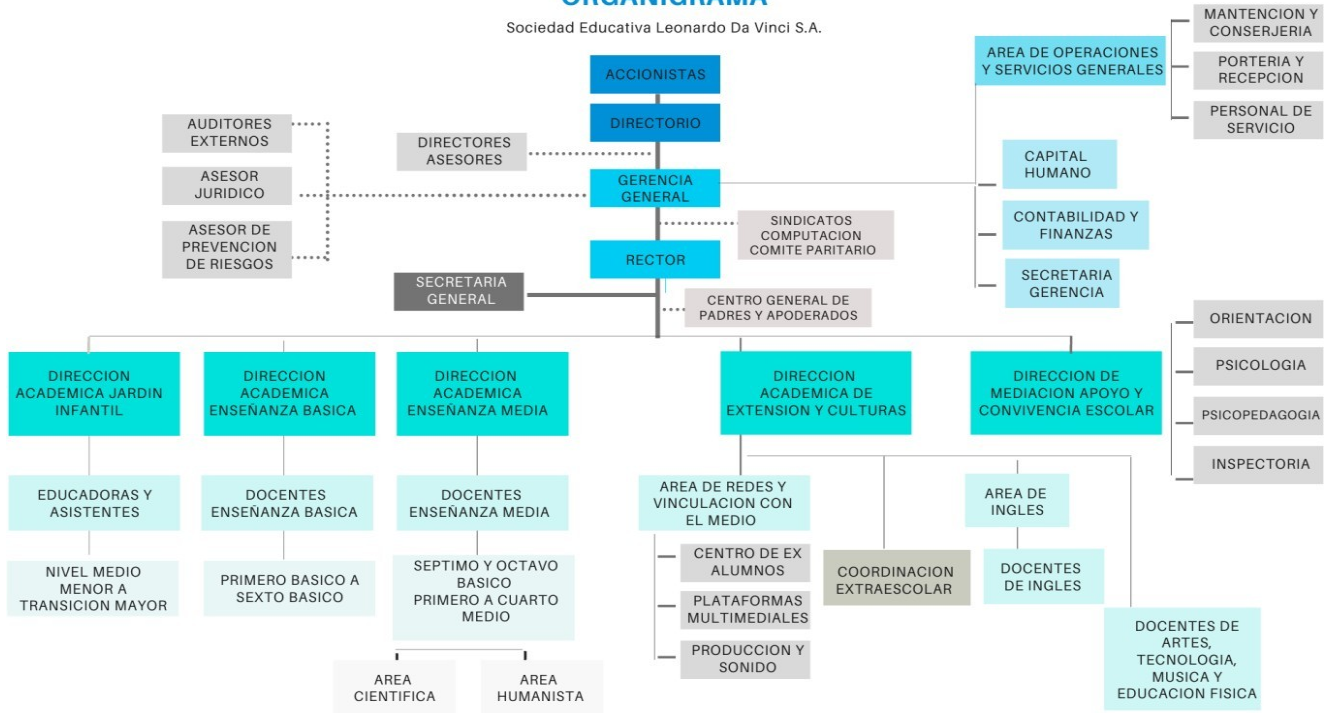 ORGANIGRAMA
Sociedad Educativa Leonardo Da Vinci S.A.
ACCIONISTAS
DIRECTORIO
DIRECTORES
ASESORES
GERENCIA
GENERAL
AUDITORES
EXTERNOS
ASESOR
JURIDICO
ASESOR DE
PREVENCION
DE RIESGOS
AREA DE OPERACIONES
Y SERVICIOS GENERALES
MANTENCION Y
CONSERJERIA
PORTERIA Y
RECEPCION
PERSONAL DE
SERVICIO
CAPITAL
HUMANO
CONTABILIDAD Y
FINANZAS
SECRETARIA
GERENCIA
SINDICATOS
COMPUTACION
COMITE PARITARIO
RECTOR
SECRETARIA
GENERAL
CENTRO GENERAL DE
PADRES Y APODERADOS
DIRECCION
ACADEMICA JARDIN
INFANTIL
DIRECCION
ACADEMICA
ENSEÑANZA BASICA
DIRECCION
ACADEMICA
ENSEÑANZA MEDIA
DIRECCION
ACADEMICA DE
EXTENSION Y CULTURAS
DIRECCION DE
MEDIACION APOYO Y
CONVIVENCIA ESCOLAR
ORIENTACION
PSICOLOGIA
PSICOPEDAGOGIA
INSPECTORIA
EDUCADORAS Y
ASISTENTES
DOCENTES
ENSEÑANZA BASICA
DOCENTES
ENSEÑANZA MEDIA
AREA DE REDES Y
VINCULACION CON
EL MEDIO
AREA DE
INGLES
NIVEL MEDIO
MENOR A
TRANSICION MAYOR
PRIMERO BASICO A
SEXTO BASICO
SEPTIMO Y OCTAVO
BASICO
PRIMERO A CUARTO
MEDIO
CENTRO DE EX
ALUMNOS
PLATAFORMAS
MULTIMEDIALES
PRODUCCION Y
SONIDO
COORDINACION
EXTRAESCOLAR
DOCENTES
DE INGLES
DOCENTES DE
ARTES,
TECNOLOGIA,
MUSICA Y
EDUCACION FISICA
AREA
CIENTIFICA
AREA
HUMANISTA